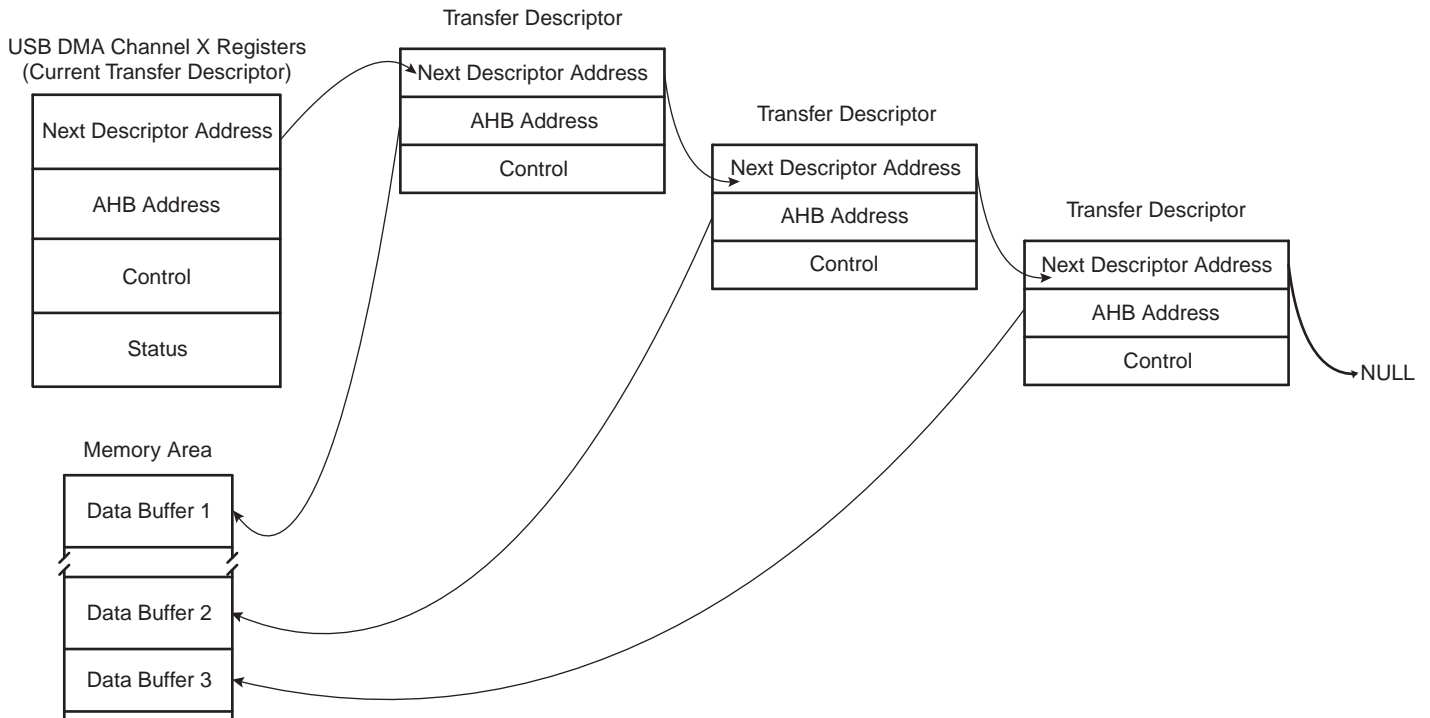 Transfer Descriptor
USB DMA Channel X Registers
(Current Transfer Descriptor)
Next Descriptor Address
AHB Address
Control
Status
Next Descriptor Address
AHB Address
Control
Transfer Descriptor
Next Descriptor Address
AHB Address
Control
Transfer Descriptor
Next Descriptor Address
AHB Address
Control
NULL
Memory Area
Data Buffer 1
Data Buffer 2
Data Buffer 3